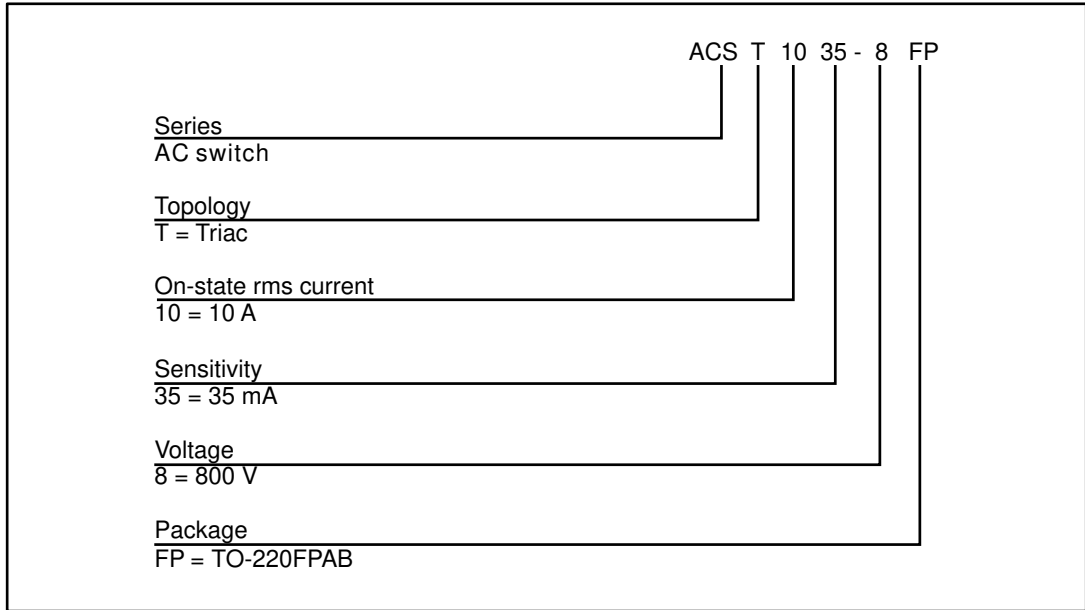 ACS T 10 35 - 8 FP
Series
AC switch
Topology
T = Triac
On-state rms current
10 = 10 A
Sensitivity
35 = 35 mA
Voltage
8 = 800 V
Package
FP = TO-220FPAB